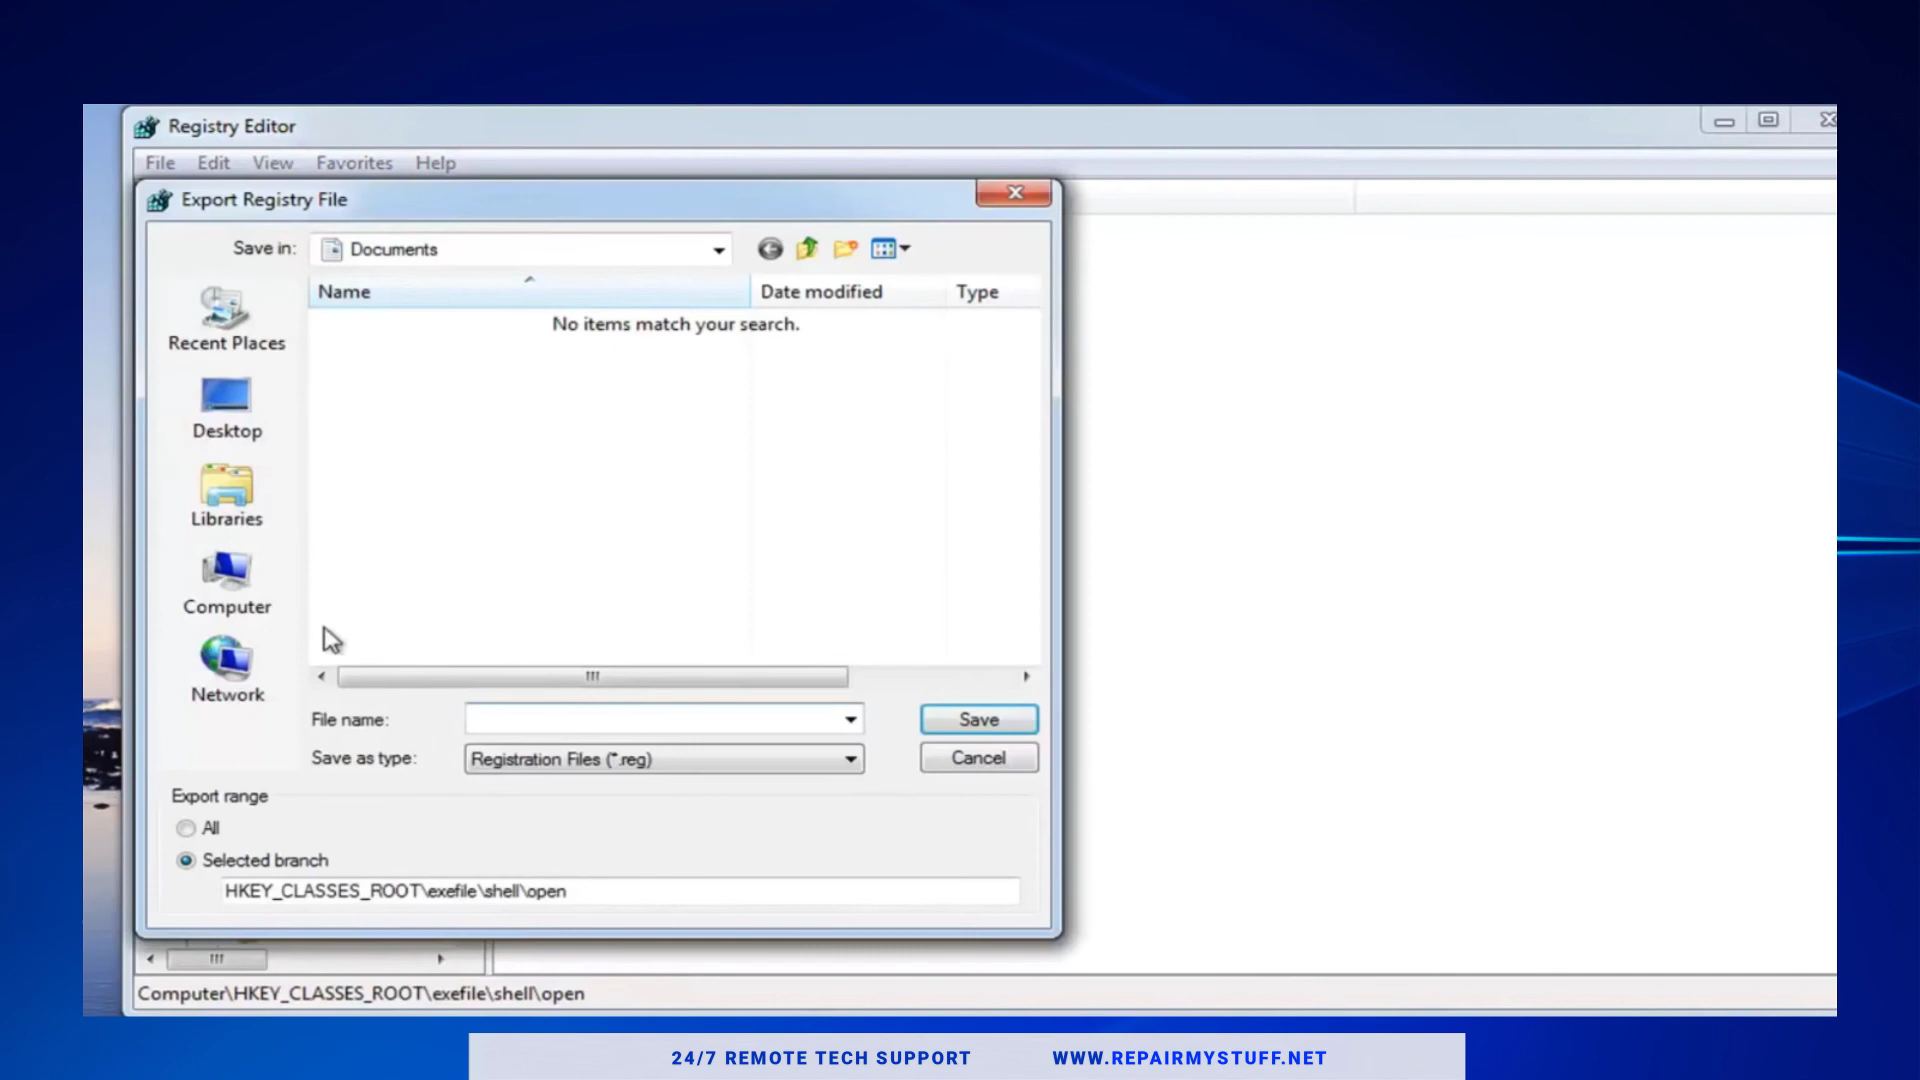 Registry Editor
File Edit View Favorites Help
Export Registry File
Save in: Documents
Name Date modified Type
No items match your search.
Recent Places
Desktop
Libraries
Computer
Network
File name: Save
Save as type: Registration Files (*.reg) Cancel
Export range
All
Selected branch
HKEY_CLASSES_ROOT\exefile\shell\open
Computer\HKEY_CLASSES_ROOT\exefile\shell\open
24/7 REMOTE TECH SUPPORT WWW.REPAIRMYSTUFF.NET